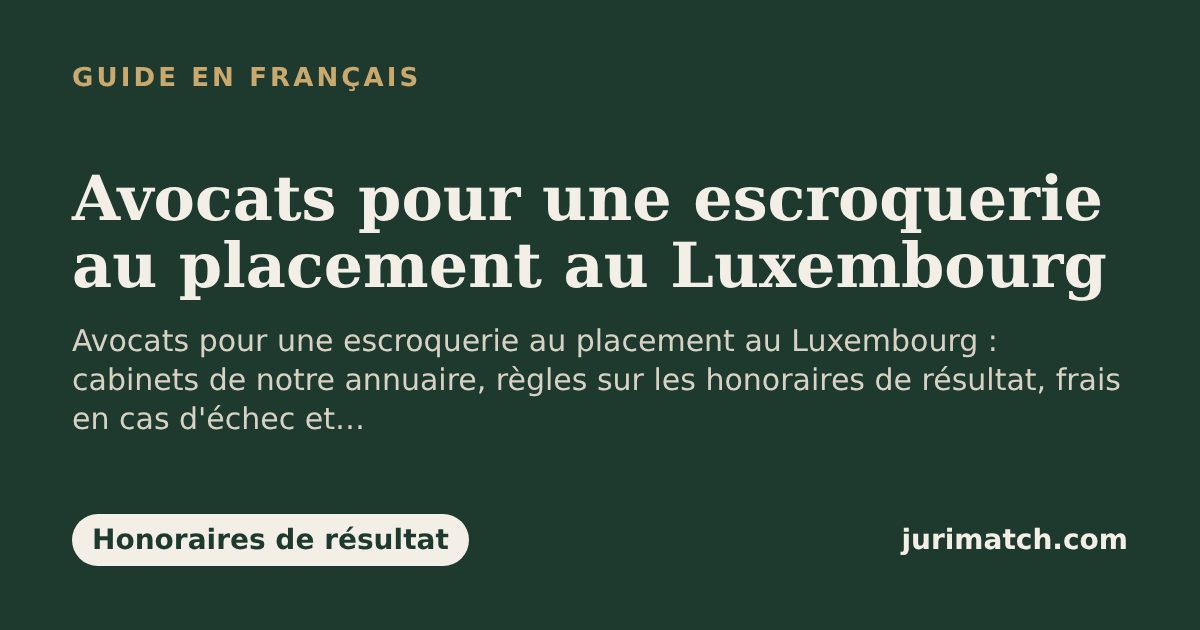 GUIDE EN FRANÇAIS
Avocats pour une escroquerie
au placement au Luxembourg
Avocats pour une escroquerie au placement au Luxembourg :
cabinets de notre annuaire, règles sur les honoraires de résultat, frais
en cas d'échec et…
Honoraires de résultat
jurimatch.com